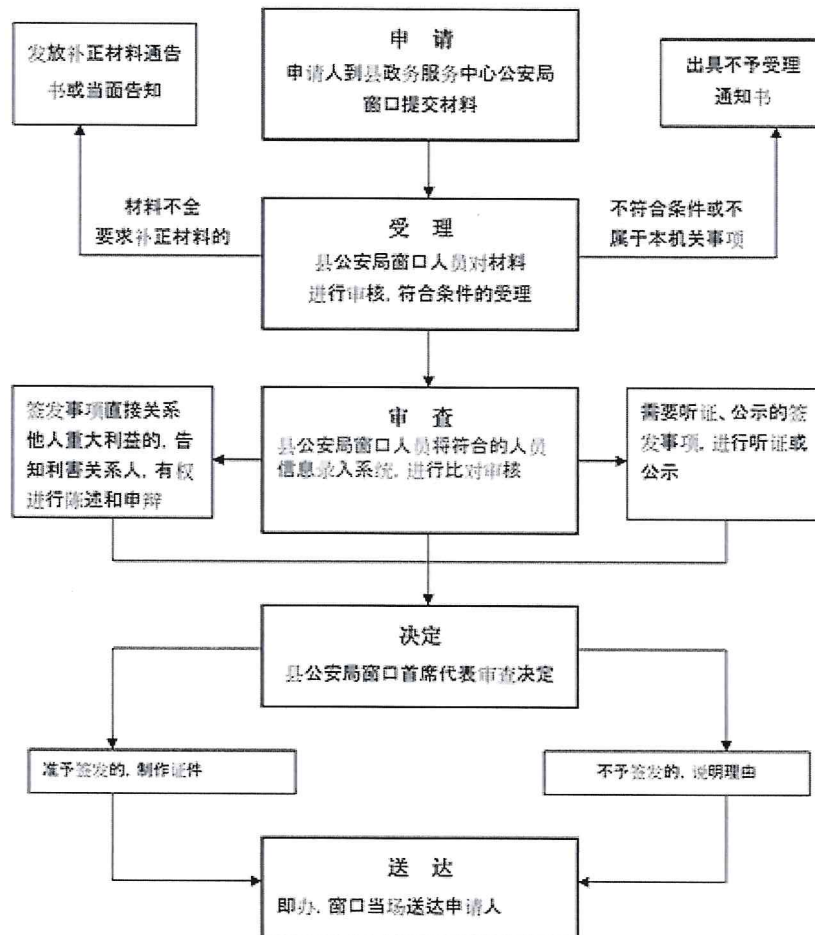 申 请
申请人到县政务服务中心公安局
窗口提交材料
发放补正材料通告
书或当面告知
出具不予受理
通知书
材料不全
要求补正材料的
不符合条件或不
属于本机关事项
受 理
县公安局窗口人员对材料
进行审核, 符合条件的受理
审 查
县公安局窗口人员将符合的人员
信息录入系统, 进行比对审核
签发事项直接关系
他人重大利益的, 告
知利害关系人, 有权
进行陈述和申辩
需要听证、公示的签
发事项, 进行听证或
公示
决定
县公安局窗口首席代表审查决定
准予签发的, 制作证件
不予签发的, 说明理由
送 达
即办, 窗口当场送达申请人